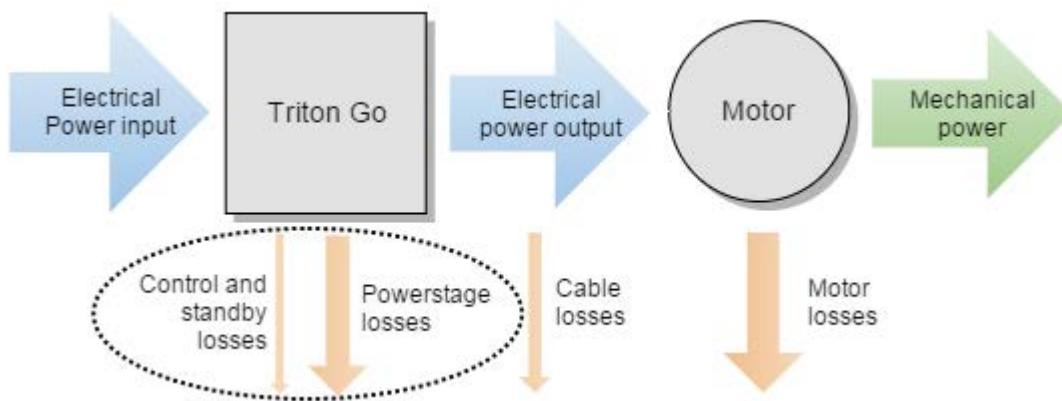 Electrical
Power input
Triton Go
Electrical
power output
Motor
Mechanical
power
Control and
standby
losses
Powerstage
losses
Cable
losses
Motor
losses